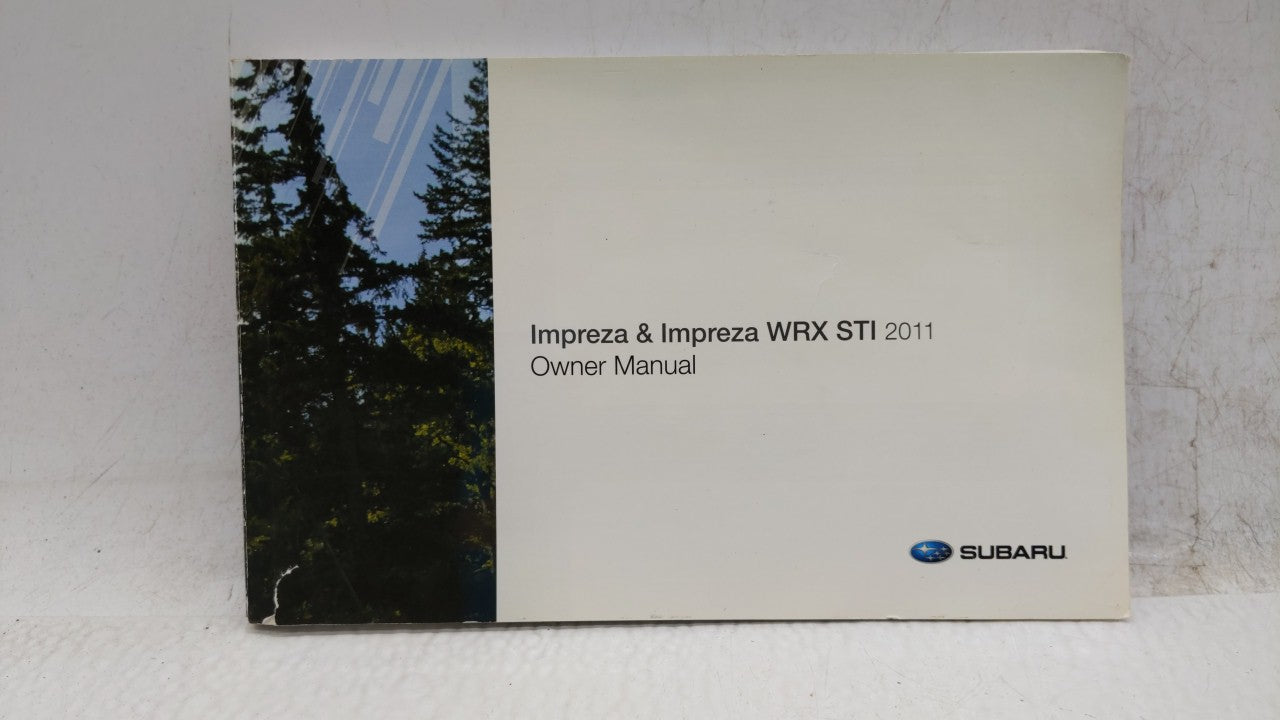 Impreza & Impreza WRX STI 2011
Owner Manual
SUBARU